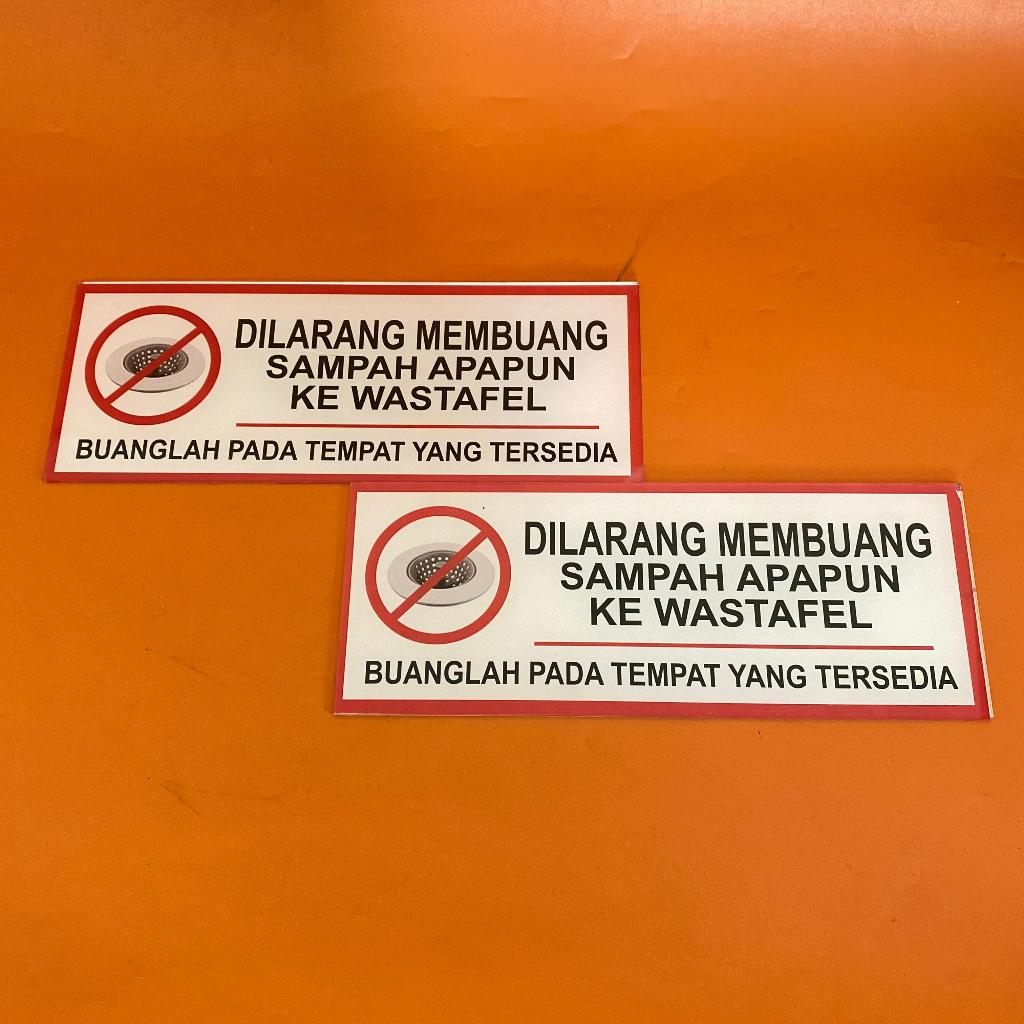 DILARANG MEMBUANG
SAMPAH APAPUN
KE WASTAFEL
BUANGLAH PADA TEMPAT YANG TERSEDIA
DILARANG MEMBUANG
SAMPAH APAPUN
KE WASTAFEL
BUANGLAH PADA TEMPAT YANG TERSEDIA